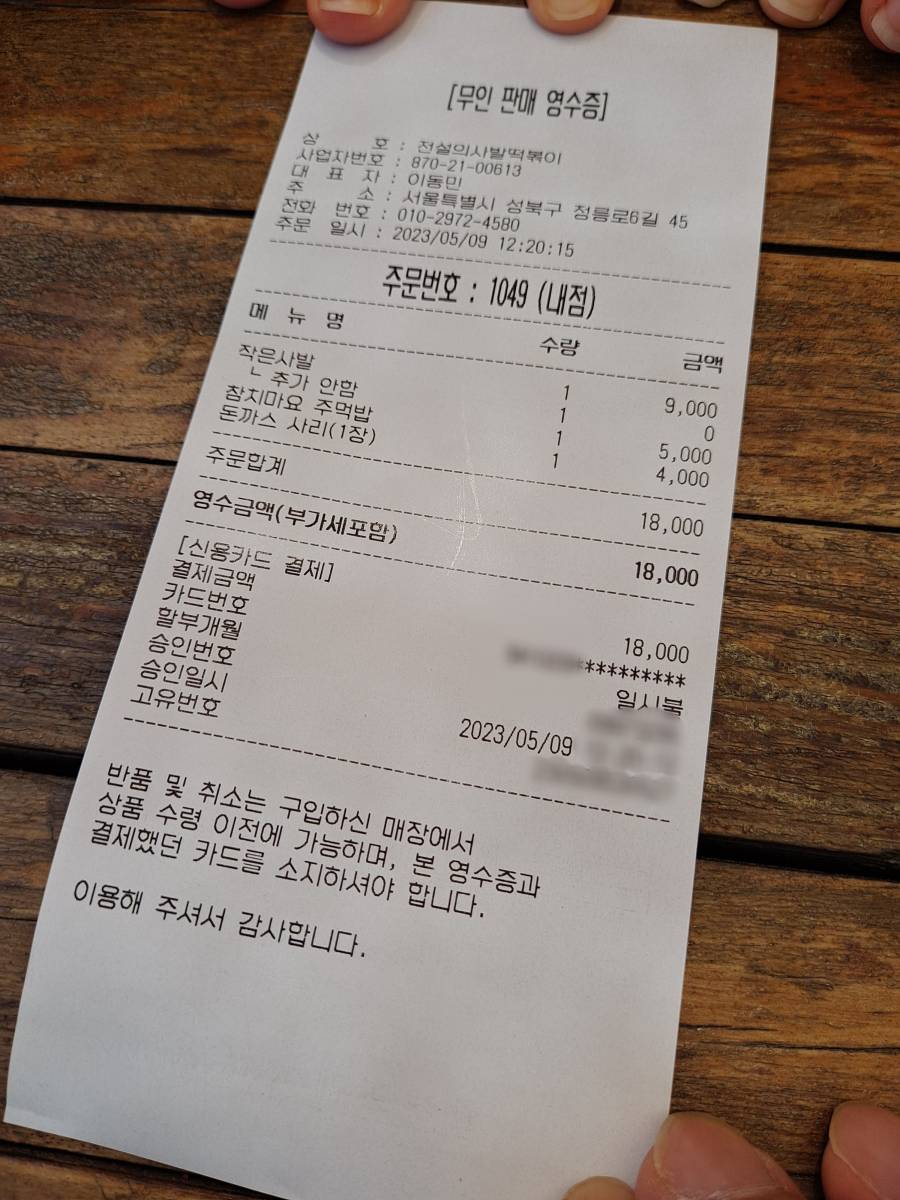 [무인 판매 영수증]
상 호 : 전설의사발떡볶이
사업자번호 : 870-21-00613
대 표 자 : 이동민
주 소 : 서울특별시 성북구 정릉로6길 45
전화 번호 : 010-2972-4580
주문 일시 : 2023/05/09 12:20:15
주문번호 : 1049 (내점)
메 뉴 명 수량 금액
작은사발 1 9,000
ㄴ 추가 안함 1 0
참치마요 주먹밥 1 5,000
돈까스 사리(1장) 1 4,000
주문합계 18,000
영수금액(부가세포함) 18,000
[신용카드 결제]
결제금액 18,000
카드번호 *********
할부개월 일시불
승인번호
승인일시 2023/05/09
고유번호
반품 및 취소는 구입하신 매장에서
상품 수령 이전에 가능하며, 본 영수증과
결제했던 카드를 소지하셔야 합니다.
이용해 주셔서 감사합니다.